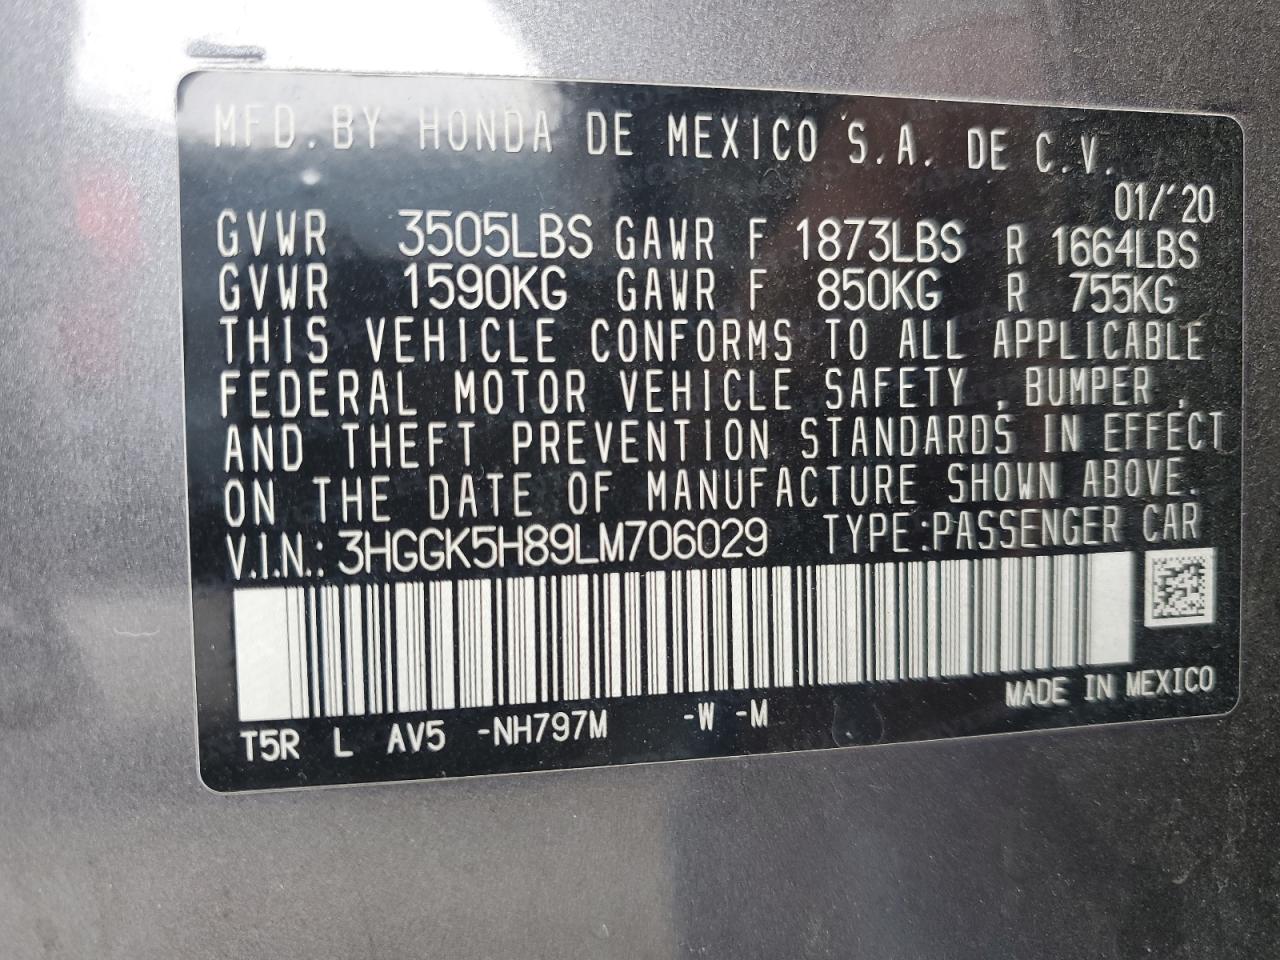 MFD. BY HONDA DE MEXICO S.A. DE C.V.
01/'20
GVWR 3505LBS GAWR F 1873LBS R 1664LBS
GVWR 1590KG GAWR F 850KG R 755KG
THIS VEHICLE CONFORMS TO ALL APPLICABLE
FEDERAL MOTOR VEHICLE SAFETY , BUMPER ,
AND THEFT PREVENTION STANDARDS IN EFFECT
ON THE DATE OF MANUFACTURE SHOWN ABOVE.
V.I.N.: 3HGGK5H89LM706029 TYPE:PASSENGER CAR
MADE IN MEXICO
T5R L AV5 -NH797M -W -M